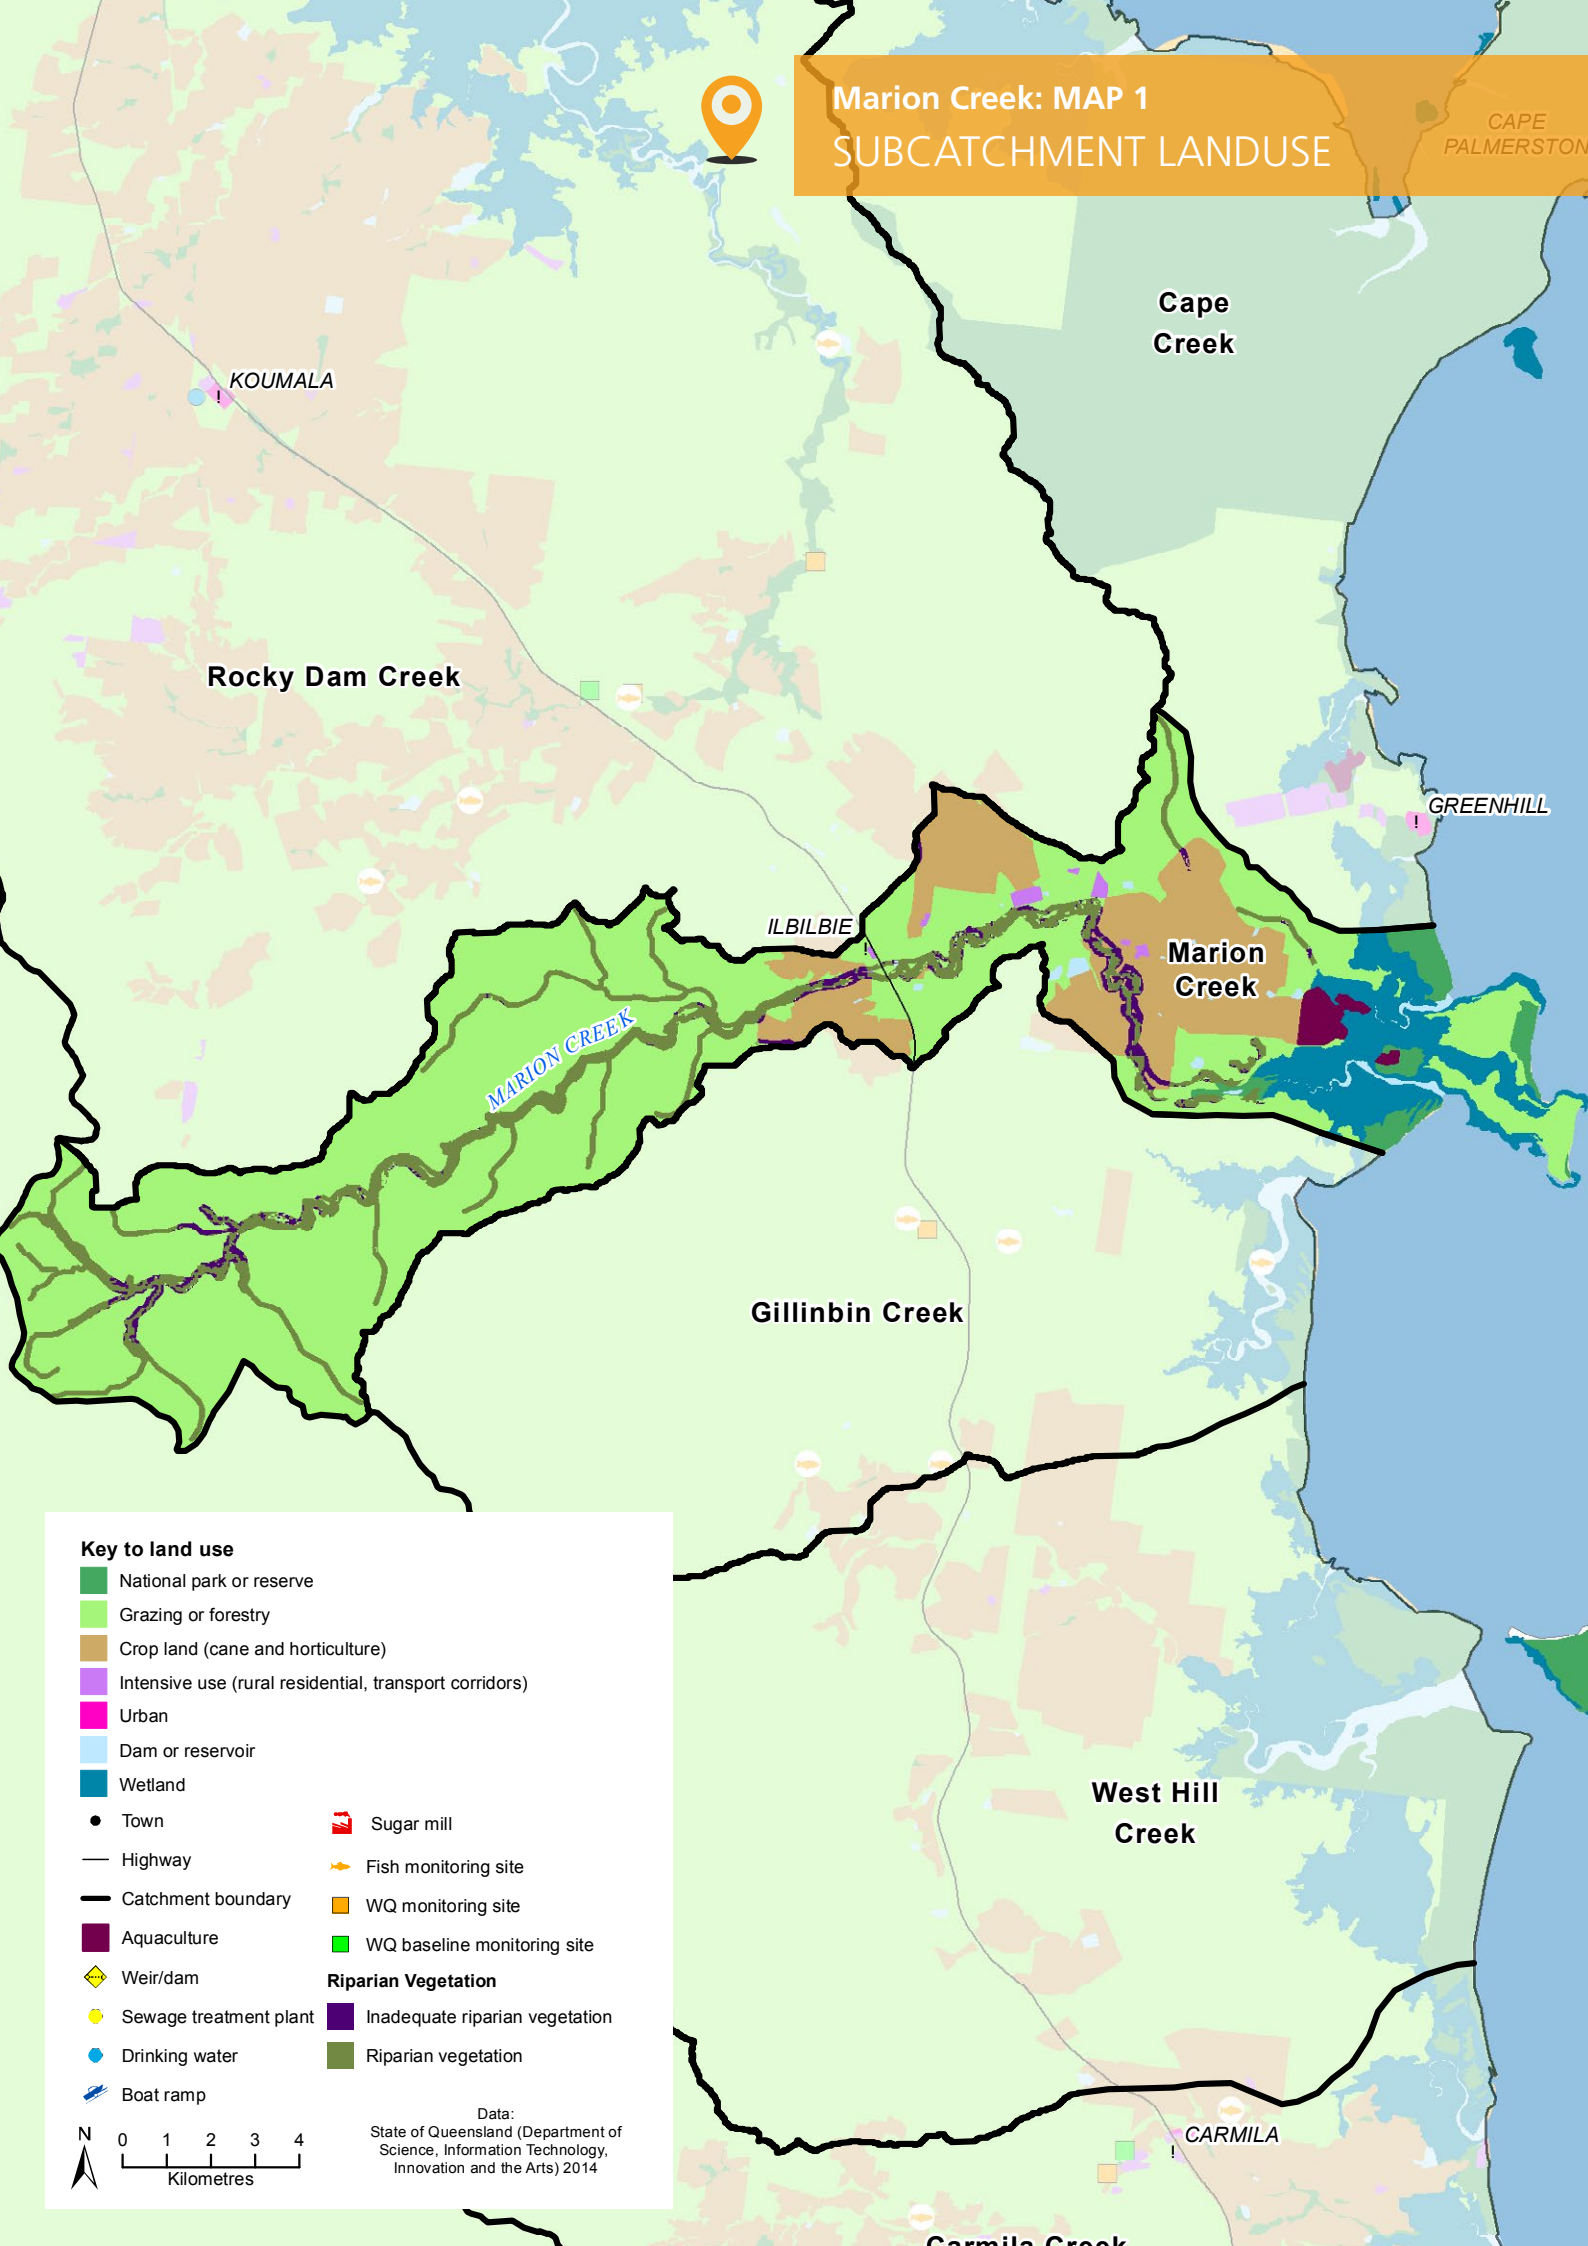 Marion Creek: MAP 1
SUBCATCHMENT LANDUSE
CAPE
PALMERSTON
Cape
Creek
KOUMALA
Rocky Dam Creek
GREENHILL
ILBILBIE
Marion
Creek
MARION CREEK
Gillinbin Creek
West Hill
Creek
CARMILA
Carmila Creek
Key to land use
National park or reserve
Grazing or forestry
Crop land (cane and horticulture)
Intensive use (rural residential, transport corridors)
Urban
Dam or reservoir
Wetland
Town
Highway
Catchment boundary
Aquaculture
Weir/dam
Sewage treatment plant
Drinking water
Boat ramp
Sugar mill
Fish monitoring site
WQ monitoring site
WQ baseline monitoring site
Riparian Vegetation
Inadequate riparian vegetation
Riparian vegetation
N
0 1 2 3 4
Kilometres
Data:
State of Queensland (Department of
Science, Information Technology,
Innovation and the Arts) 2014